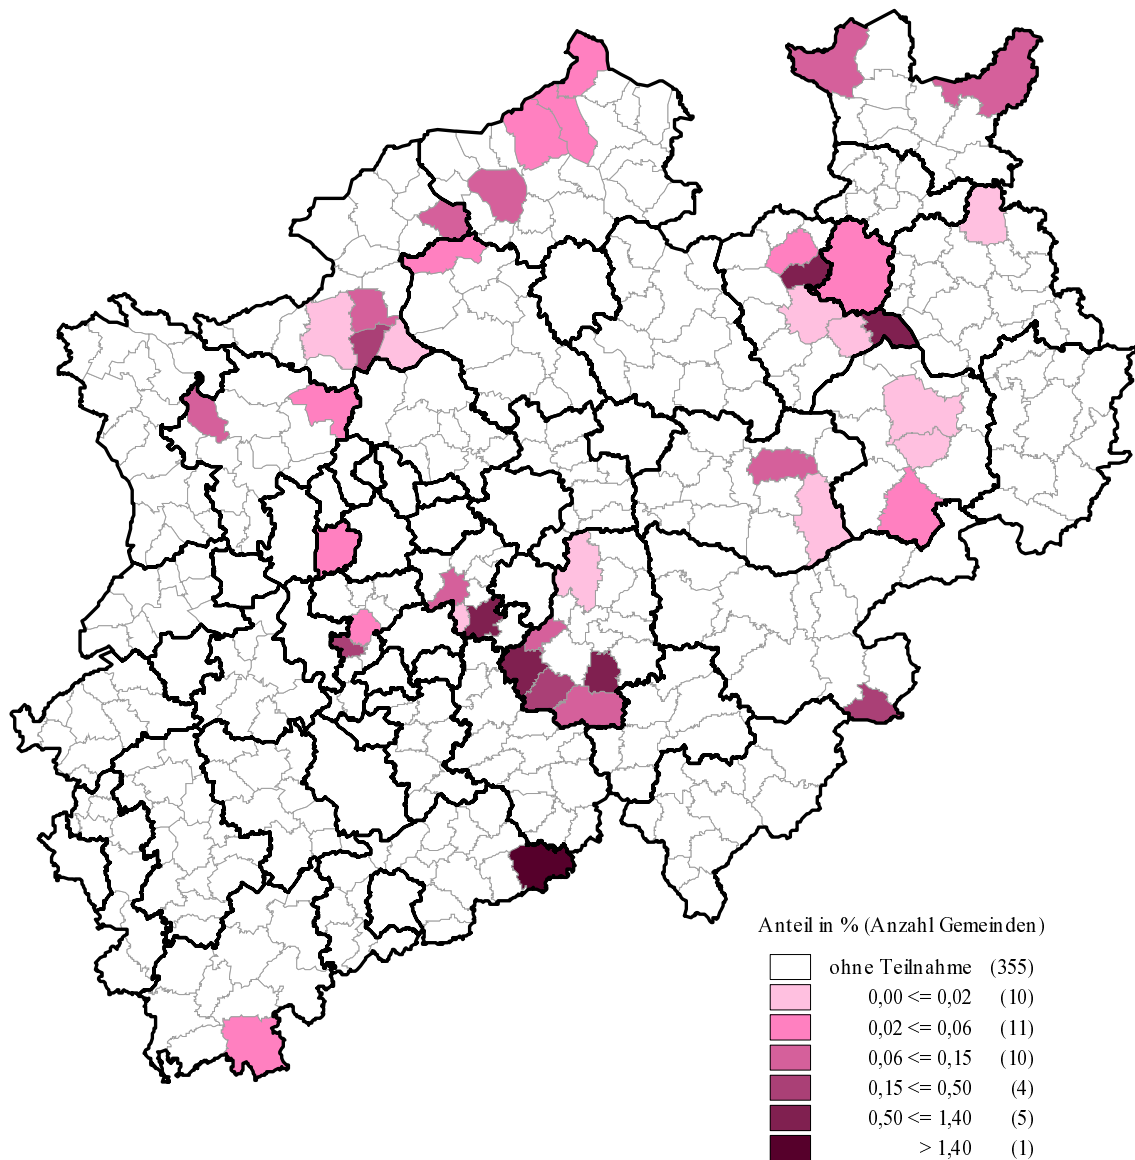 Anteil in % (Anzahl Gemeinden)
ohne Teilnahme (355)
0,00 <= 0,02 (10)
0,02 <= 0,06 (11)
0,06 <= 0,15 (10)
0,15 <= 0,50 (4)
0,50 <= 1,40 (5)
> 1,40 (1)